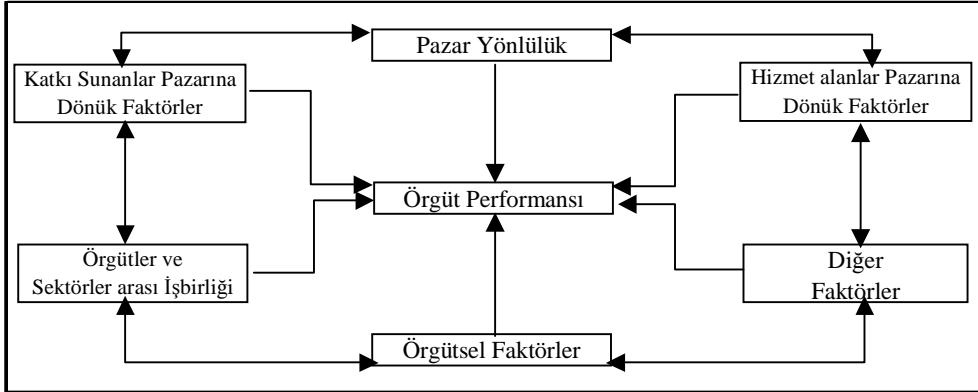 Pazar Yönlülük
Katkı Sunanlar Pazarına
Dönük Faktörler
Hizmet alanlar Pazarına
Dönük Faktörler
Örgüt Performansı
Örgütler ve
Sektörler arası İşbirliği
Diğer
Faktörler
Örgütsel Faktörler